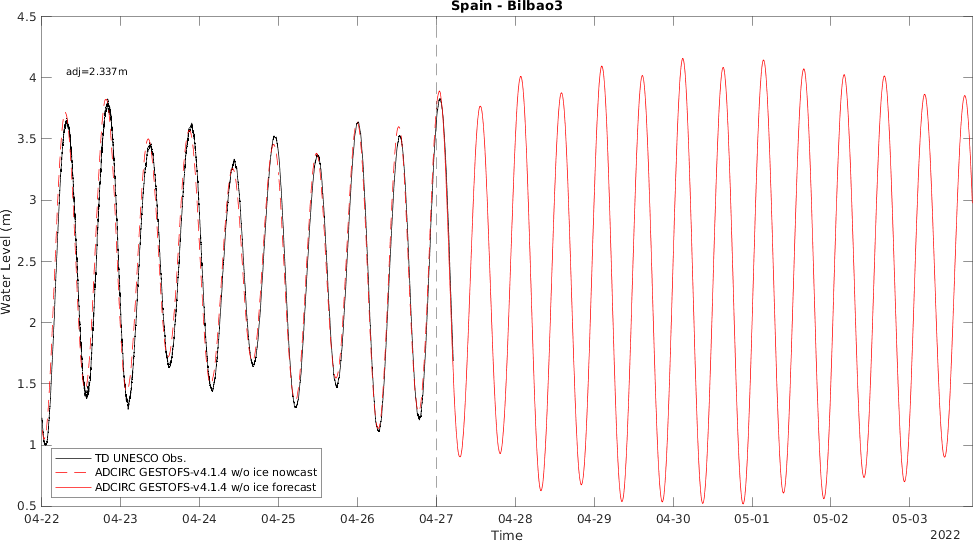 Spain - Bilbao3
4.5
4
3.5
3
2.5
2
1.5
1
0.5
Water Level (m)
adj=2.337m
TD UNESCO Obs.
ADCIRC GESTOFS-v4.1.4 w/o ice nowcast
ADCIRC GESTOFS-v4.1.4 w/o ice forecast
04-22 04-23 04-24 04-25 04-26 04-27 04-28 04-29 04-30 05-01 05-02 05-03
Time
2022